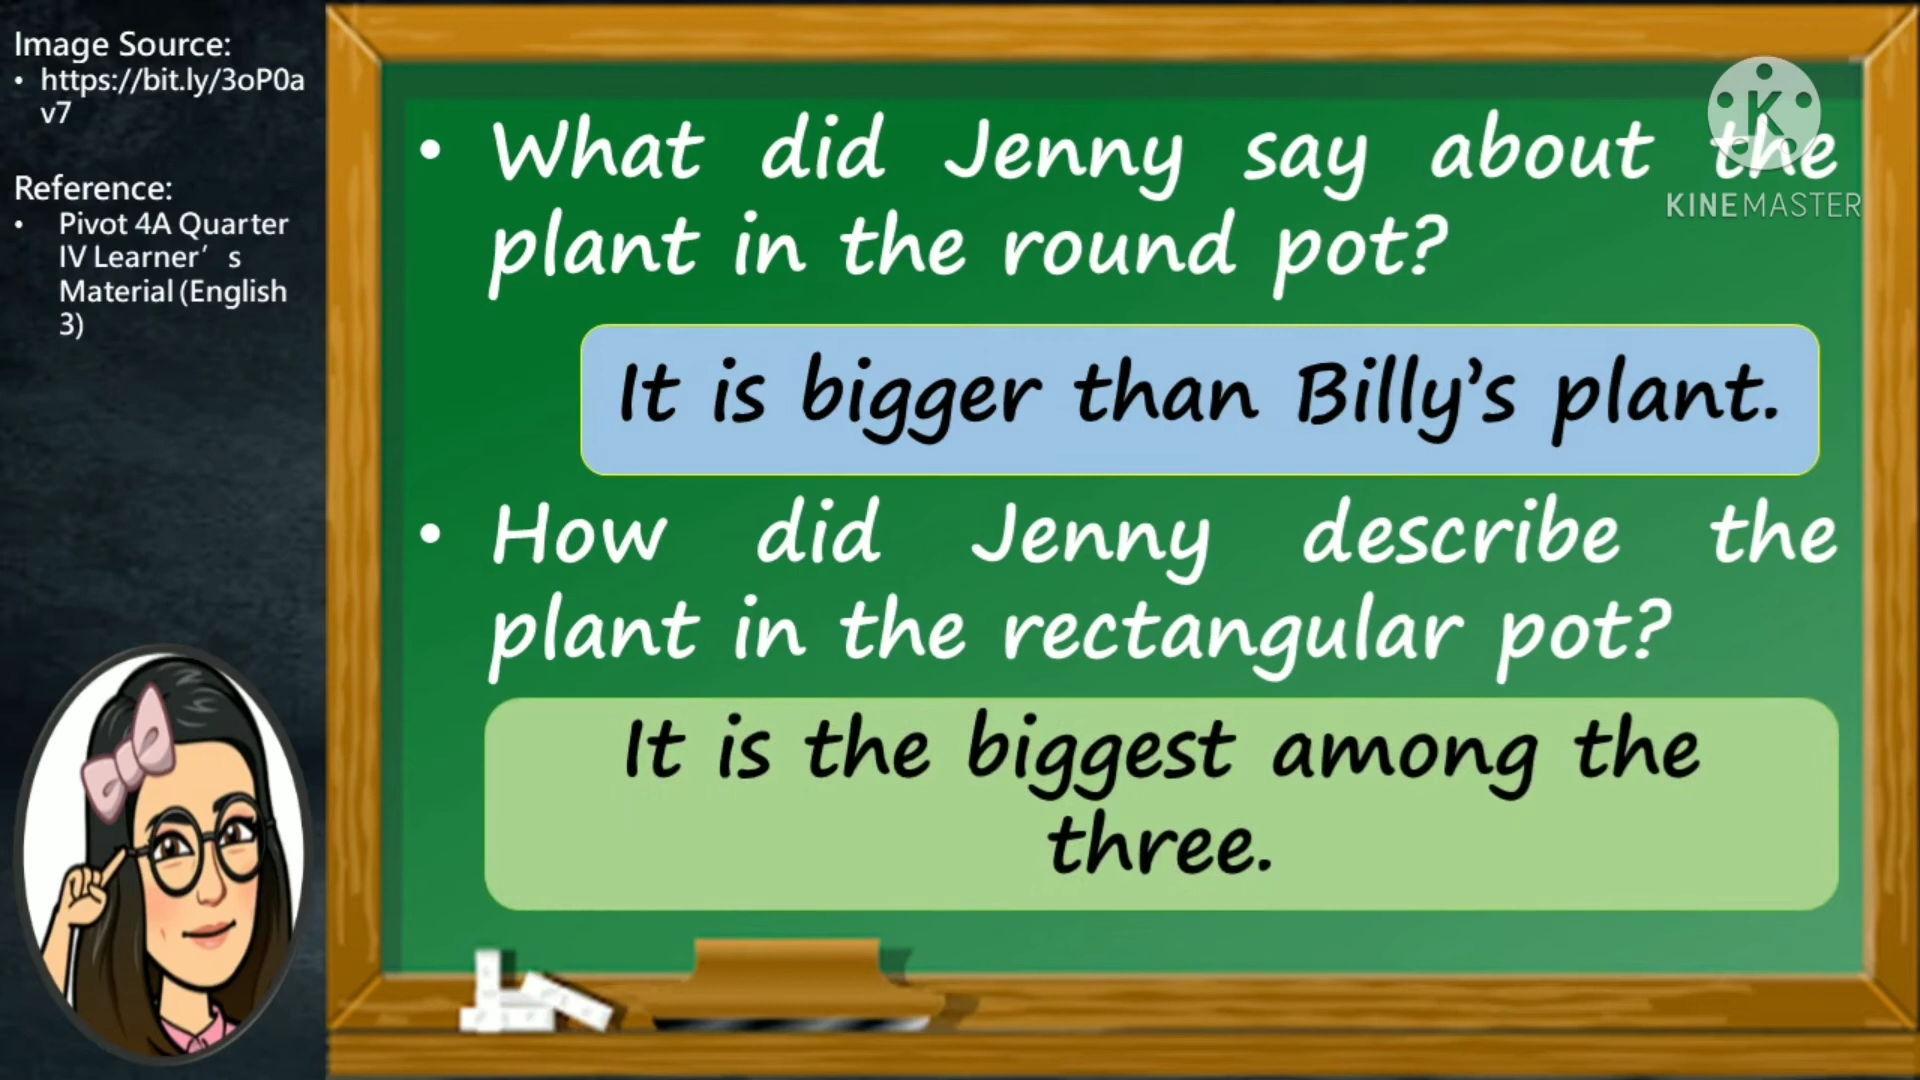 Image Source:
• https://bit.ly/3oP0a
v7
Reference:
• Pivot 4A Quarter
IV Learner’s
Material (English
3)
• What did Jenny say about the
plant in the round pot?
It is bigger than Billy’s plant.
• How did Jenny describe the
plant in the rectangular pot?
It is the biggest among the
three.
K
KINEMASTER